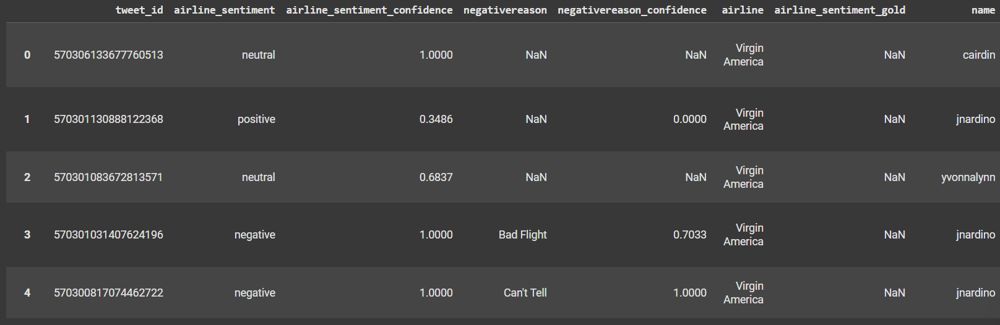 tweet_id airline_sentiment airline_sentiment_confidence negativereason negativereason_confidence airline airline_sentiment_gold name
0 570306133677760513 neutral 1.0000 NaN NaN Virgin America NaN cairdin
1 570301130888122368 positive 0.3486 NaN 0.0000 Virgin America NaN jnardino
2 570301083672813571 neutral 0.6837 NaN NaN Virgin America NaN yvonnalynn
3 570301031407624196 negative 1.0000 Bad Flight 0.7033 Virgin America NaN jnardino
4 570300817074462722 negative 1.0000 Can't Tell 1.0000 Virgin America NaN jnardino